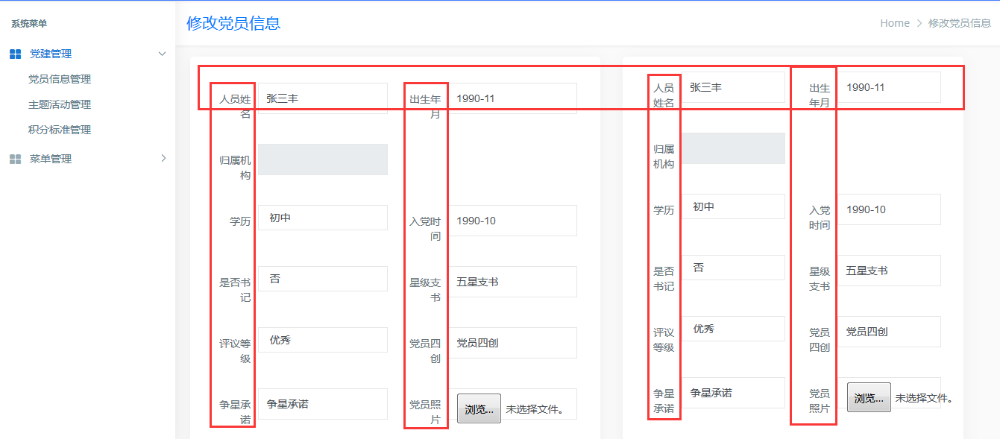 系统菜单
党建管理
党员信息管理
主题活动管理
积分标准管理
菜单管理
修改党员信息
Home > 修改党员信息
人员姓
名
张三丰
出生年
月
1990-11
归属机
构
学历
初中
入党时
间
1990-10
是否书
记
否
星级支
书
五星支书
评议等
级
优秀
党员四
创
党员四创
争星承
诺
争星承诺
党员照
片
浏览... 未选择文件。
人员
姓名
张三丰
出生
年月
1990-11
归属
机构
学历
初中
入党
时间
1990-10
是否
书记
否
星级
支书
五星支书
评议
等级
优秀
党员
四创
党员四创
争星
承诺
争星承诺
党员
照片
浏览... 未选择文件。